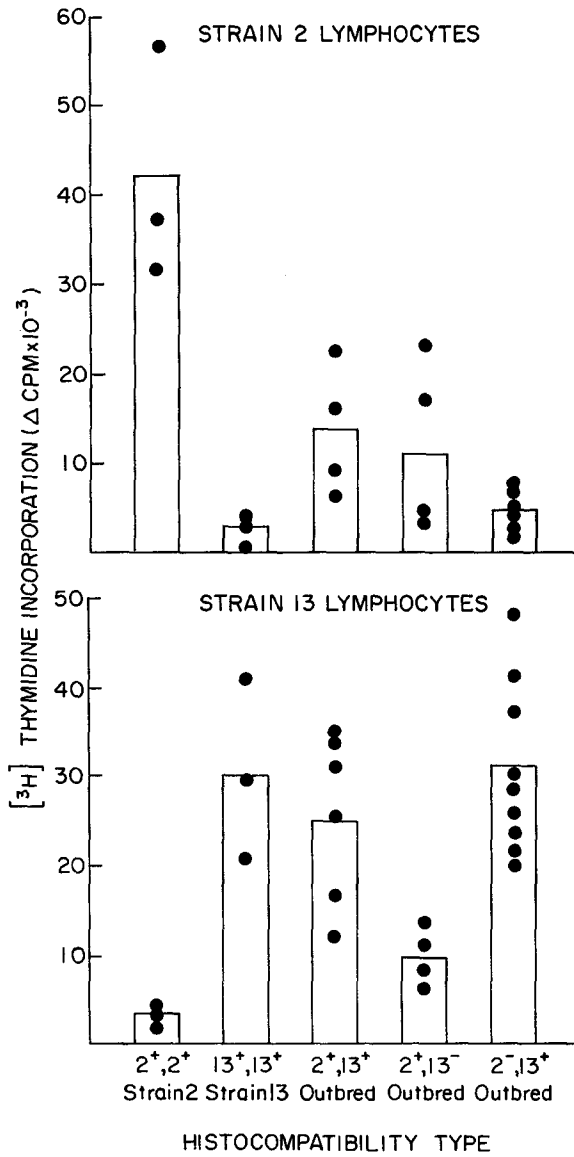 60
50
40
30
20
10
STRAIN 2 LYMPHOCYTES
[³H] THYMIDINE INCORPORATION (Δ CPM x 10⁻³)
50
40
30
20
10
STRAIN 13 LYMPHOCYTES
2⁺,2⁺ 13⁺,13⁺ 2⁺,13⁺ 2⁺,13⁻ 2⁻,13⁺
Strain2 Strain13 Outbred Outbred Outbred
HISTOCOMPATIBILITY TYPE